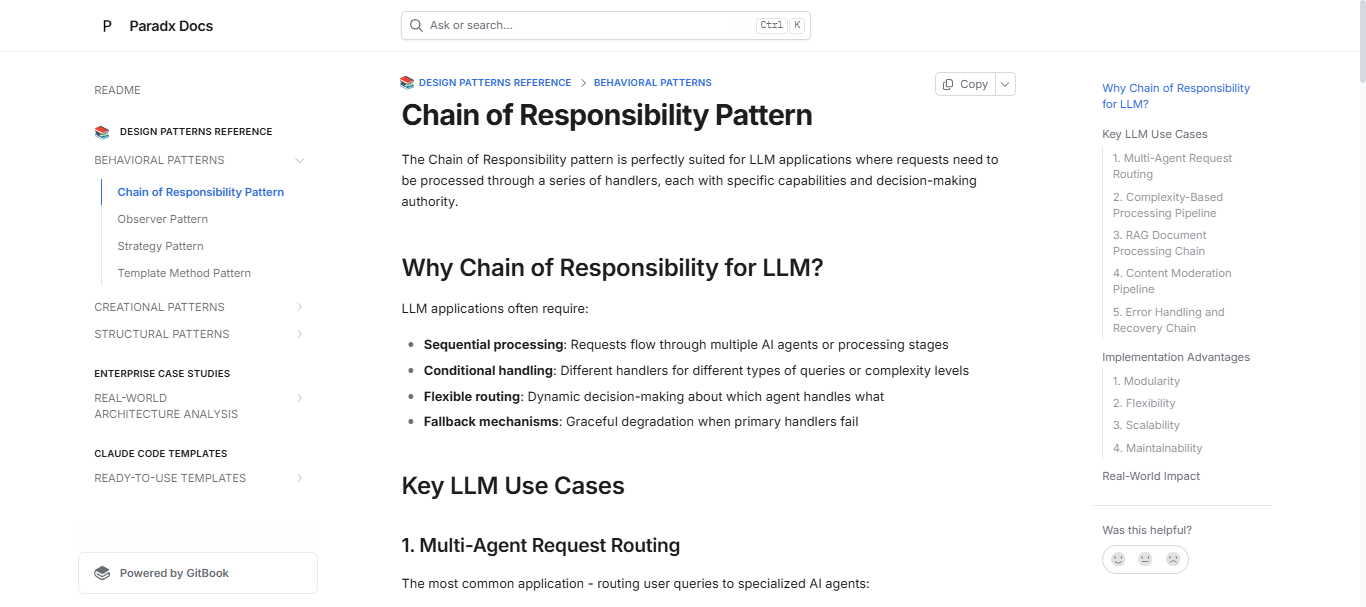 P Paradx Docs
Ask or search... Ctrl K
README
DESIGN PATTERNS REFERENCE
BEHAVIORAL PATTERNS
Chain of Responsibility Pattern
Observer Pattern
Strategy Pattern
Template Method Pattern
CREATIONAL PATTERNS
STRUCTURAL PATTERNS
ENTERPRISE CASE STUDIES
REAL-WORLD
ARCHITECTURE ANALYSIS
CLAUDE CODE TEMPLATES
READY-TO-USE TEMPLATES
Powered by GitBook
DESIGN PATTERNS REFERENCE > BEHAVIORAL PATTERNS
Copy
Chain of Responsibility Pattern
The Chain of Responsibility pattern is perfectly suited for LLM applications where requests need to
be processed through a series of handlers, each with specific capabilities and decision-making
authority.
Why Chain of Responsibility for LLM?
LLM applications often require:
• Sequential processing: Requests flow through multiple AI agents or processing stages
• Conditional handling: Different handlers for different types of queries or complexity levels
• Flexible routing: Dynamic decision-making about which agent handles what
• Fallback mechanisms: Graceful degradation when primary handlers fail
Key LLM Use Cases
1. Multi-Agent Request Routing
The most common application - routing user queries to specialized AI agents:
Why Chain of Responsibility
for LLM?
Key LLM Use Cases
1. Multi-Agent Request
Routing
2. Complexity-Based
Processing Pipeline
3. RAG Document
Processing Chain
4. Content Moderation
Pipeline
5. Error Handling and
Recovery Chain
Implementation Advantages
1. Modularity
2. Flexibility
3. Scalability
4. Maintainability
Real-World Impact
Was this helpful?